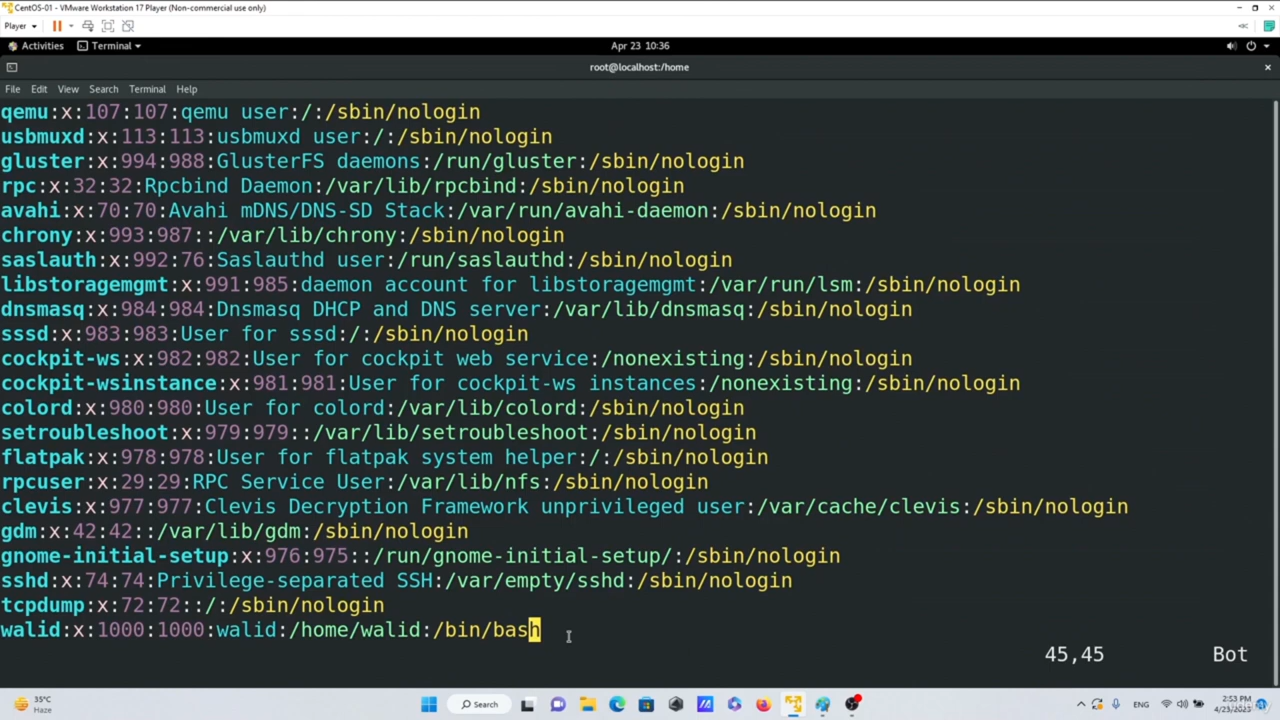 CentOS-01 - VMware Workstation 17 Player (Non-commercial use only)
Player
Activities Terminal Apr 23 10:36
root@localhost:/home
File Edit View Search Terminal Help
qemu:x:107:107:qemu user:/:/sbin/nologin
usbmuxd:x:113:113:usbmuxd user:/:/sbin/nologin
gluster:x:994:988:GlusterFS daemons:/run/gluster:/sbin/nologin
rpc:x:32:32:Rpcbind Daemon:/var/lib/rpcbind:/sbin/nologin
avahi:x:70:70:Avahi mDNS/DNS-SD Stack:/var/run/avahi-daemon:/sbin/nologin
chrony:x:993:987::/var/lib/chrony:/sbin/nologin
saslauth:x:992:76:Saslauthd user:/run/saslauthd:/sbin/nologin
libstoragemgmt:x:991:985:daemon account for libstoragemgmt:/var/run/lsm:/sbin/nologin
dnsmasq:x:984:984:Dnsmasq DHCP and DNS server:/var/lib/dnsmasq:/sbin/nologin
sssd:x:983:983:User for sssd:/:/sbin/nologin
cockpit-ws:x:982:982:User for cockpit web service:/nonexisting:/sbin/nologin
cockpit-wsinstance:x:981:981:User for cockpit-ws instances:/nonexisting:/sbin/nologin
colord:x:980:980:User for colord:/var/lib/colord:/sbin/nologin
setroubleshoot:x:979:979::/var/lib/setroubleshoot:/sbin/nologin
flatpak:x:978:978:User for flatpak system helper:/:/sbin/nologin
rpcuser:x:29:29:RPC Service User:/var/lib/nfs:/sbin/nologin
clevis:x:977:977:Clevis Decryption Framework unprivileged user:/var/cache/clevis:/sbin/nologin
gdm:x:42:42::/var/lib/gdm:/sbin/nologin
gnome-initial-setup:x:976:975::/run/gnome-initial-setup/:/sbin/nologin
sshd:x:74:74:Privilege-separated SSH:/var/empty/sshd:/sbin/nologin
tcpdump:x:72:72::/:/sbin/nologin
walid:x:1000:1000:walid:/home/walid:/bin/bash
45,45 Bot
35°C
Haze
Search
ENG
2:53 PM
4/23/2023